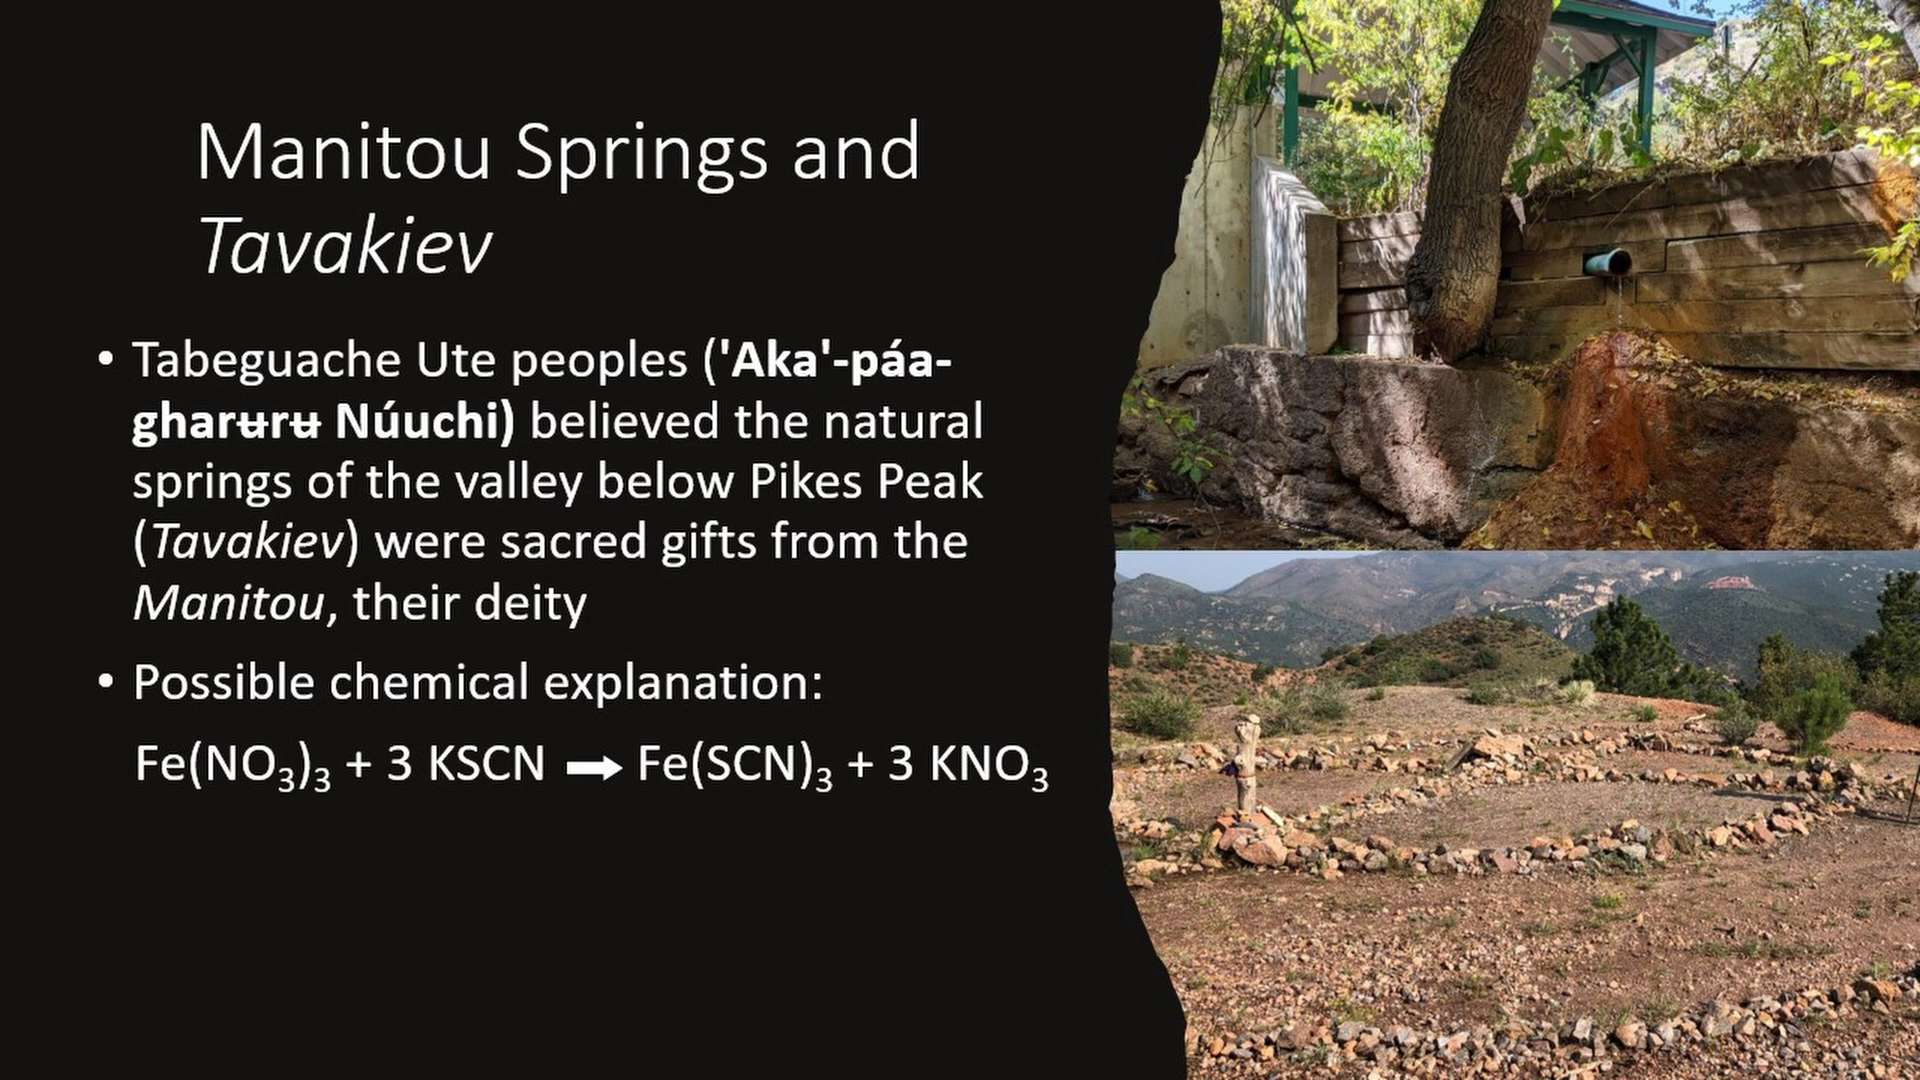 Manitou Springs and
Tavakiev
• Tabeguache Ute peoples ('Aka'-páa-
gharʉrʉ Núuchi) believed the natural
springs of the valley below Pikes Peak
(Tavakiev) were sacred gifts from the
Manitou, their deity
• Possible chemical explanation:
Fe(NO₃)₃ + 3 KSCN ➡ Fe(SCN)₃ + 3 KNO₃